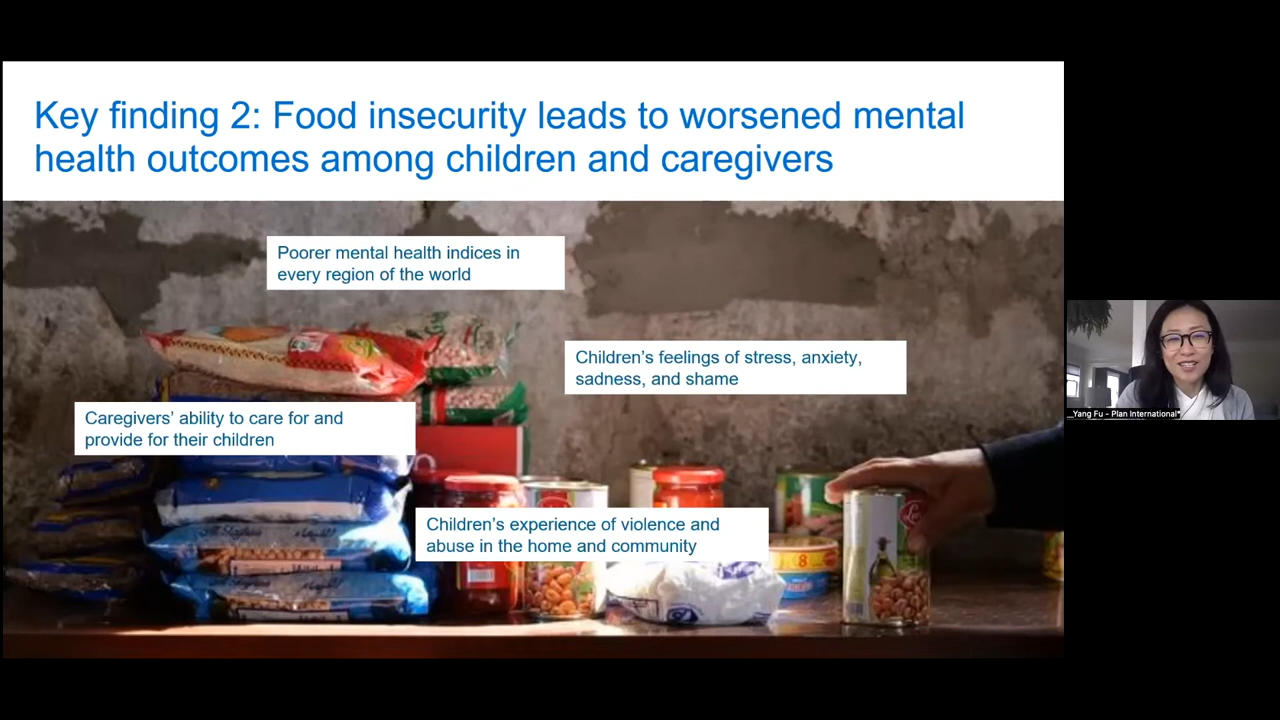 Key finding 2: Food insecurity leads to worsened mental
health outcomes among children and caregivers
Poorer mental health indices in
every region of the world
Children's feelings of stress, anxiety,
sadness, and shame
Caregivers' ability to care for and
provide for their children
Children's experience of violence and
abuse in the home and community
8
Yang Fu - Plan International*